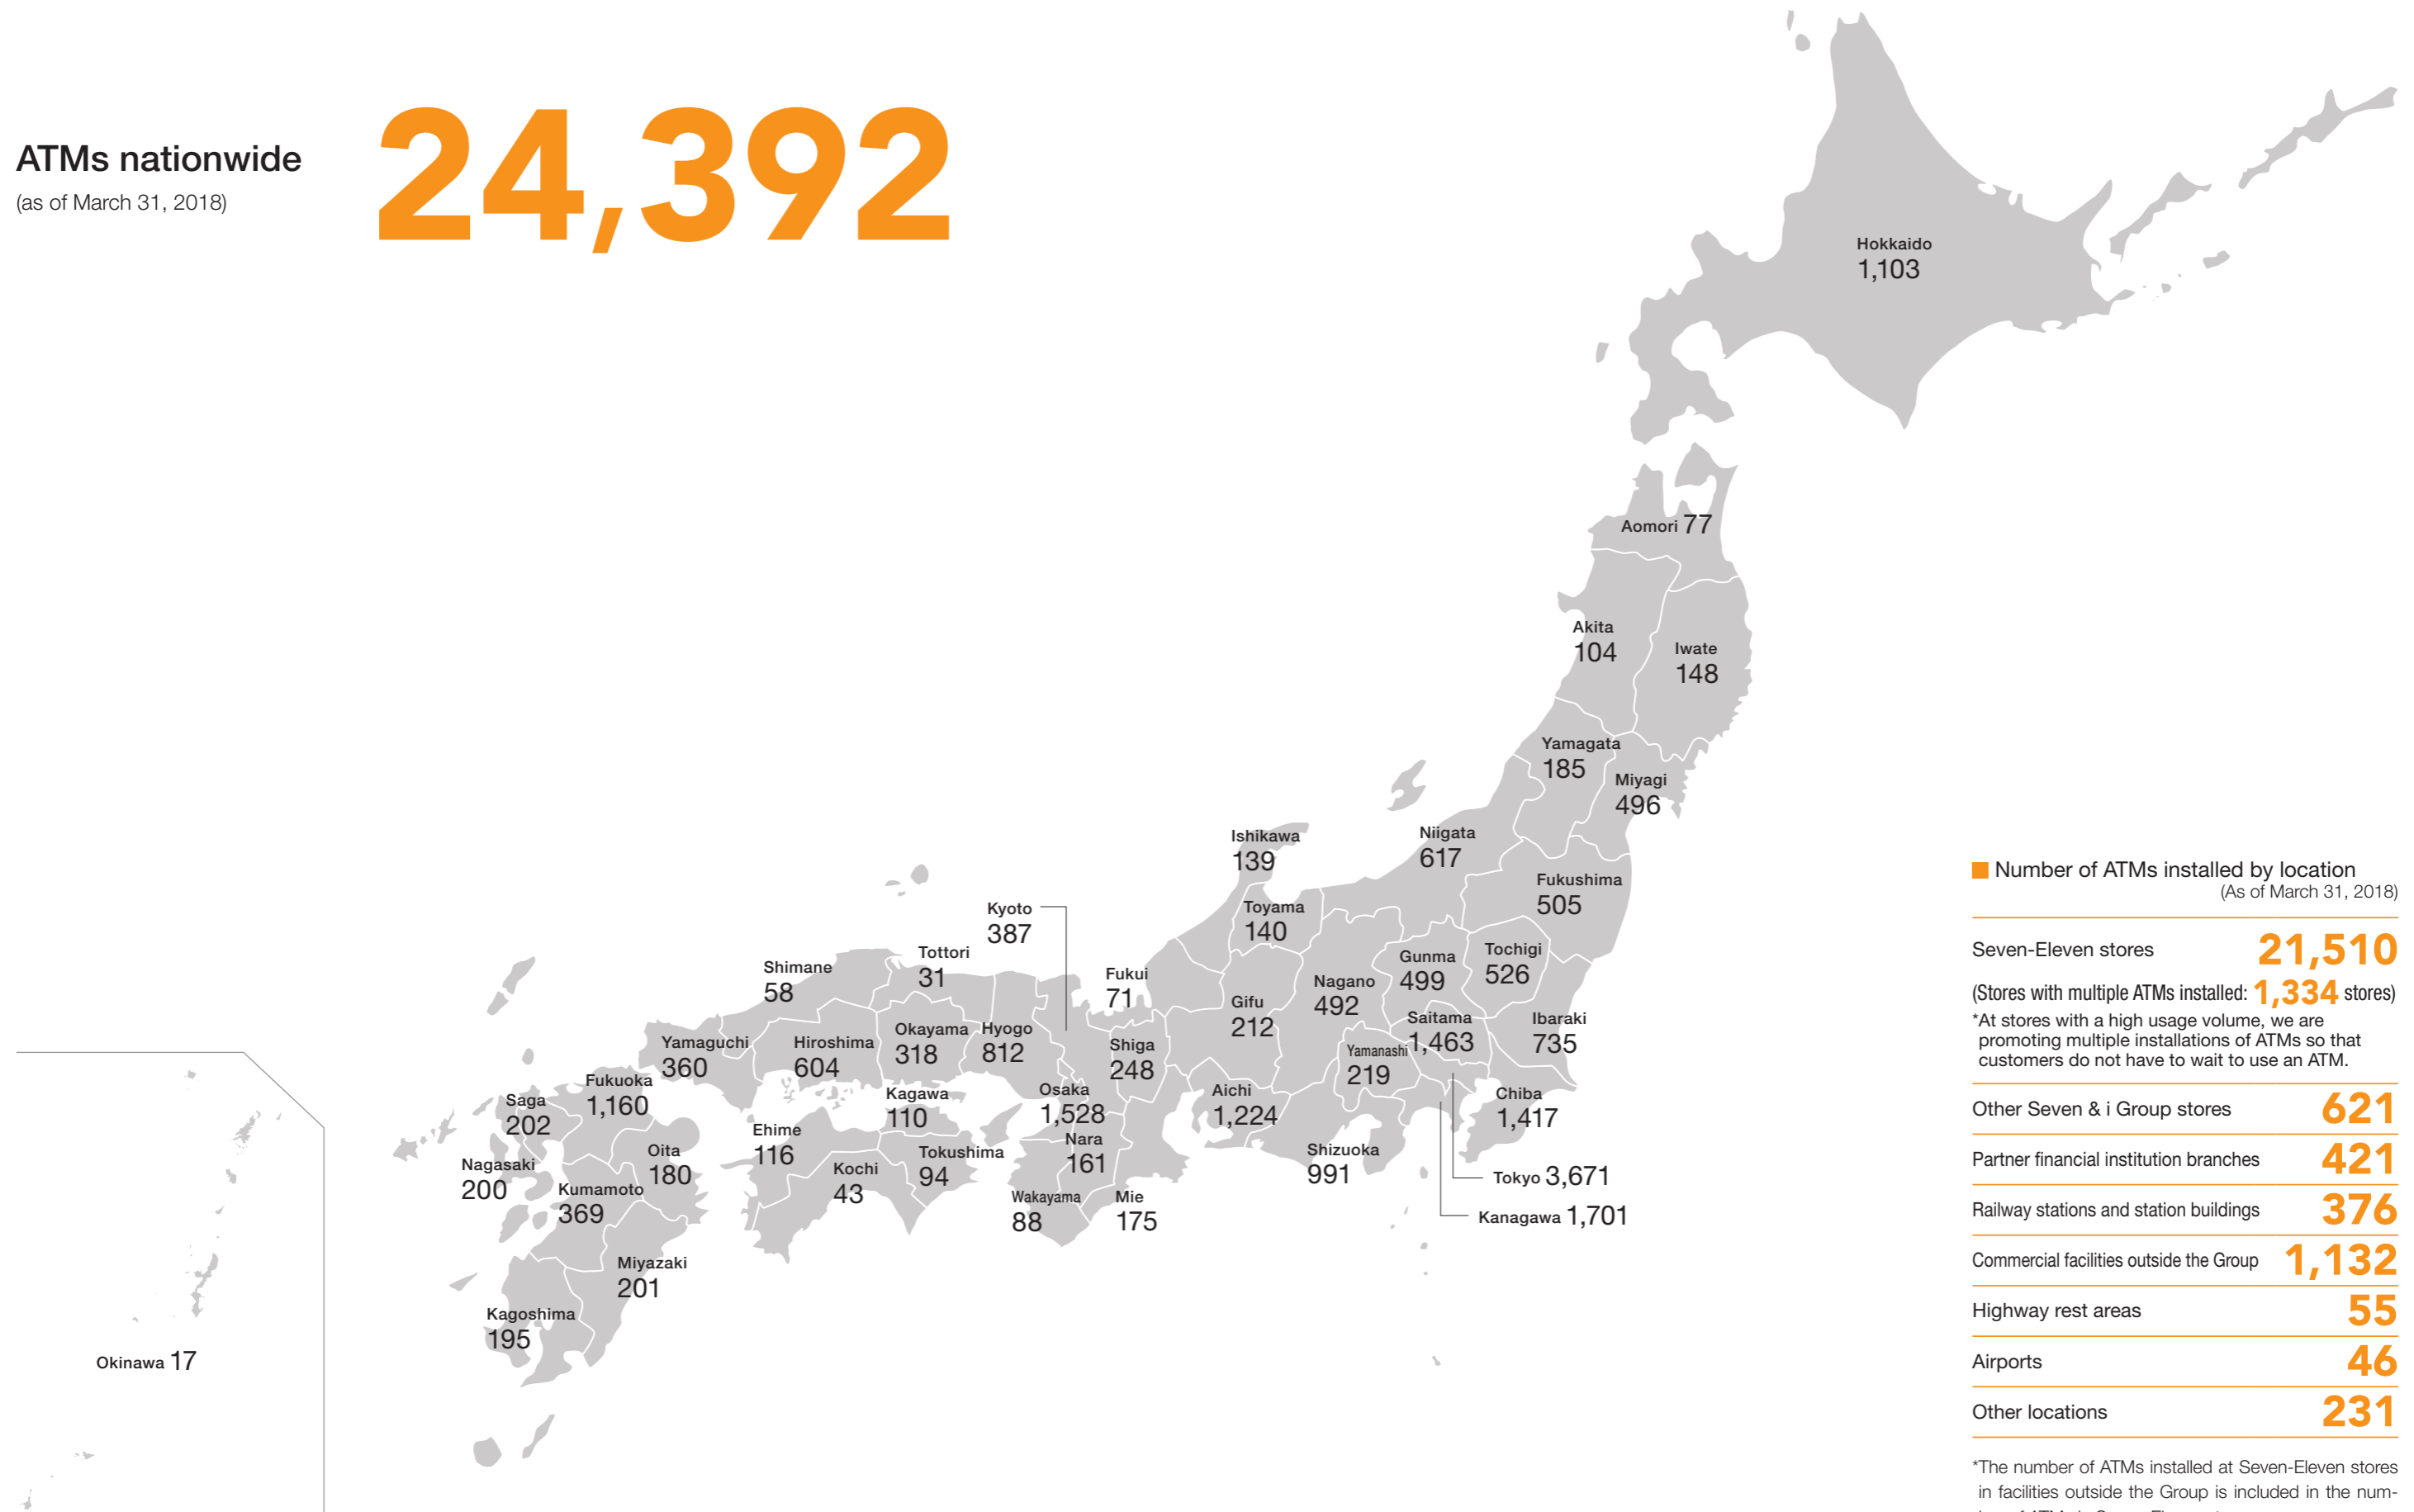 ATMs nationwide
(as of March 31, 2018)
24,392
Hokkaido
1,103
Aomori 77
Akita
104
Iwate
148
Yamagata
185
Miyagi
496
Ishikawa
139
Niigata
617
Fukushima
505
Toyama
140
Kyoto
387
Tottori
31
Shimane
58
Fukui
71
Gifu
212
Nagano
492
Gunma
499
Tochigi
526
Yamaguchi
360
Hiroshima
604
Okayama
318
Hyogo
812
Shiga
248
Yamanashi
219
Saitama
1,463
Ibaraki
735
Saga
202
Fukuoka
1,160
Kagawa
110
Osaka
1,528
Aichi
1,224
Chiba
1,417
Nagasaki
200
Oita
180
Ehime
116
Kochi
43
Tokushima
94
Nara
161
Shizuoka
991
Kumamoto
369
Wakayama
88
Mie
175
Tokyo 3,671
Kanagawa 1,701
Miyazaki
201
Kagoshima
195
Okinawa 17
Number of ATMs installed by location
(As of March 31, 2018)
Seven-Eleven stores 21,510
(Stores with multiple ATMs installed: 1,334 stores)
*At stores with a high usage volume, we are
promoting multiple installations of ATMs so that
customers do not have to wait to use an ATM.
Other Seven & i Group stores 621
Partner financial institution branches 421
Railway stations and station buildings 376
Commercial facilities outside the Group 1,132
Highway rest areas 55
Airports 46
Other locations 231
*The number of ATMs installed at Seven-Eleven stores
in facilities outside the Group is included in the num-